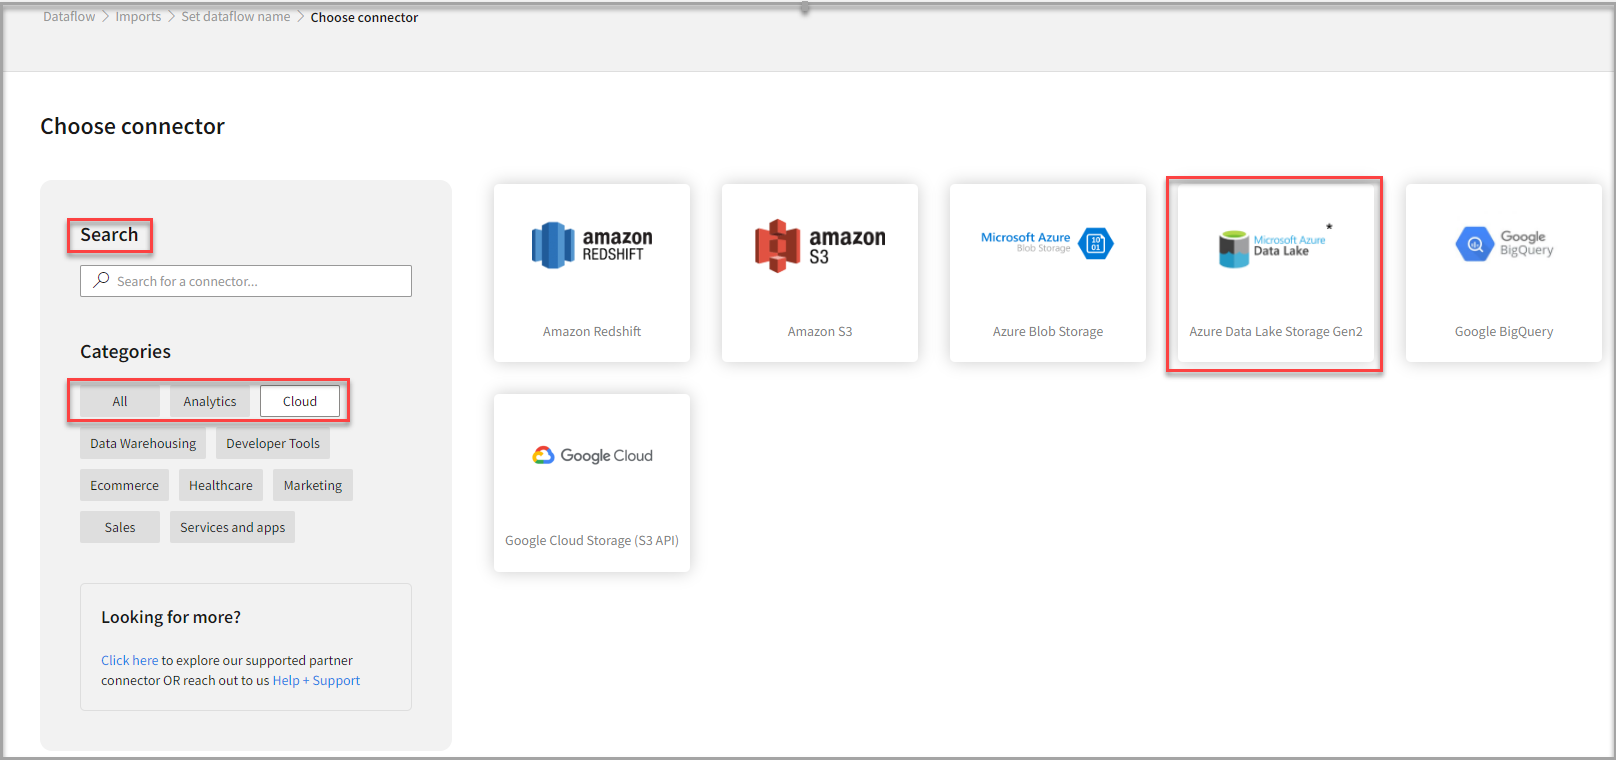 Dataflow > Imports > Set dataflow name > Choose connector
Choose connector
Search
Search for a connector...
Categories
All Analytics Cloud
Data Warehousing Developer Tools
Ecommerce Healthcare Marketing
Sales Services and apps
Looking for more?
Click here to explore our supported partner
connector OR reach out to us Help + Support
amazon
REDSHIFT
Amazon Redshift
amazon
S3
Amazon S3
Microsoft Azure
Blob Storage
10
01
Azure Blob Storage
Microsoft Azure *
Data Lake
Azure Data Lake Storage Gen2
Google
BigQuery
Google BigQuery
Google Cloud
Google Cloud Storage (S3 API)